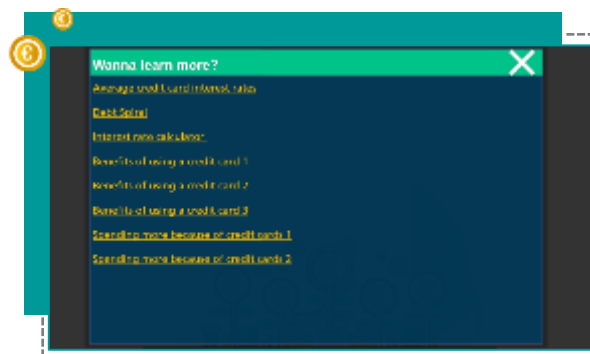 Wanna learn more?
Average credit card interest rates
Debt Spiral
Interest rate calculator
Benefits of using a credit card 1
Benefits of using a credit card 2
Benefits of using a credit card 3
Spending more because of credit cards 1
Spending more because of credit cards 2